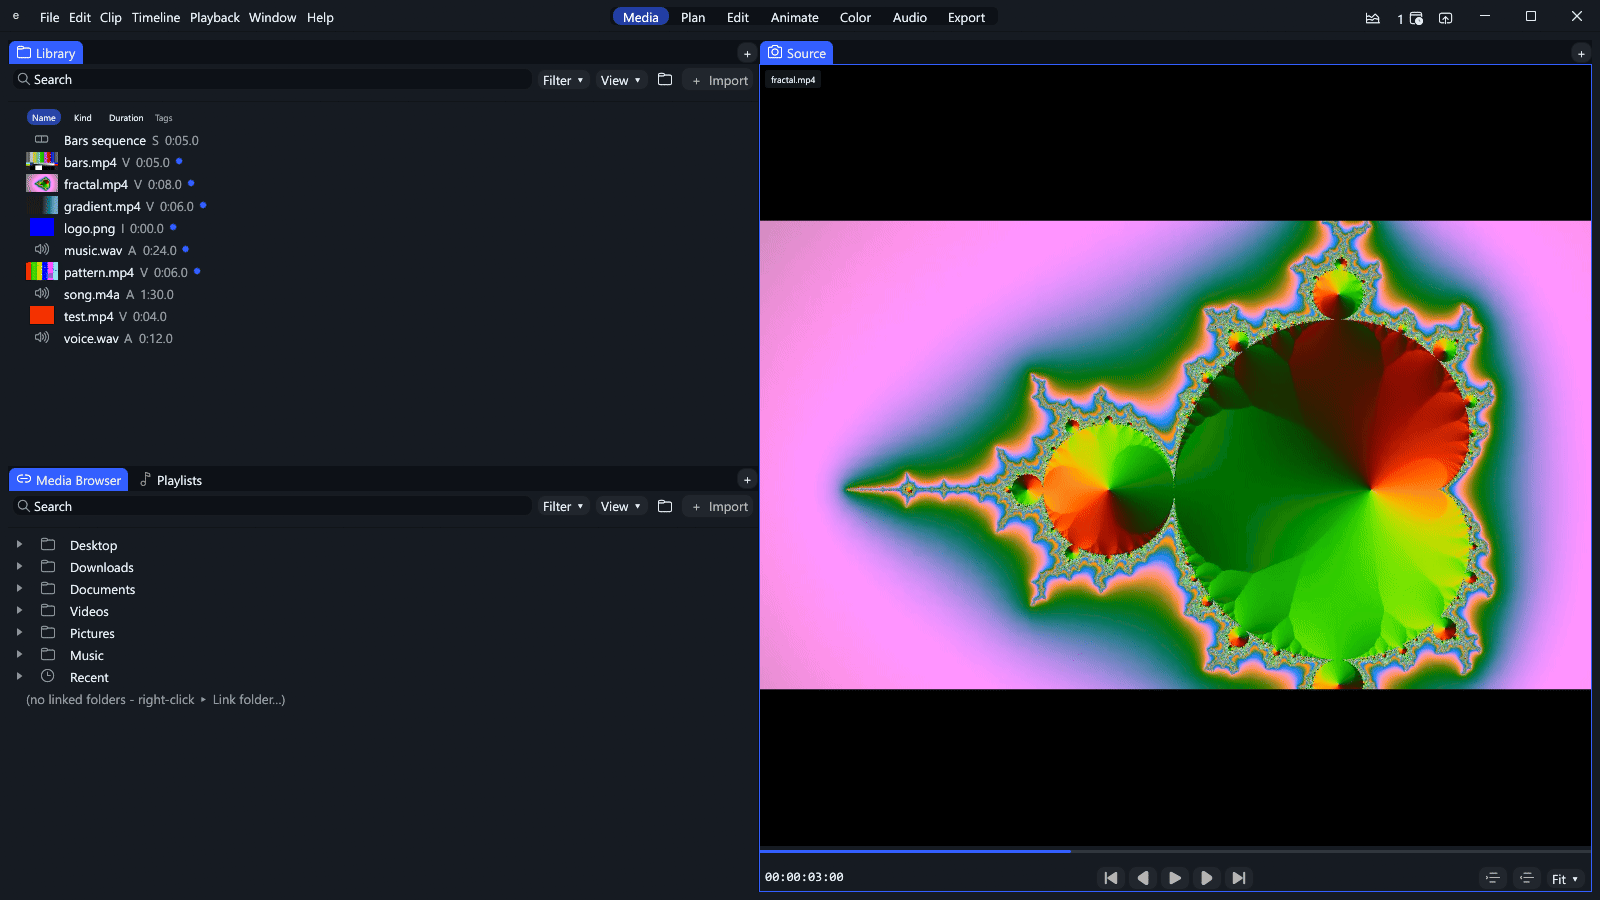 e File Edit Clip Timeline Playback Window Help
Media Plan Edit Animate Color Audio Export
1
Library
Search
Filter View + Import
Name Kind Duration Tags
Bars sequence S 0:05.0
bars.mp4 V 0:05.0
fractal.mp4 V 0:08.0
gradient.mp4 V 0:06.0
logo.png I 0:00.0
music.wav A 0:24.0
pattern.mp4 V 0:06.0
song.m4a A 1:30.0
test.mp4 V 0:04.0
voice.wav A 0:12.0
Media Browser Playlists
Search
Filter View + Import
Desktop
Downloads
Documents
Videos
Pictures
Music
Recent
(no linked folders - right-click ▸ Link folder...)
Source
fractal.mp4
00:00:03:00
Fit